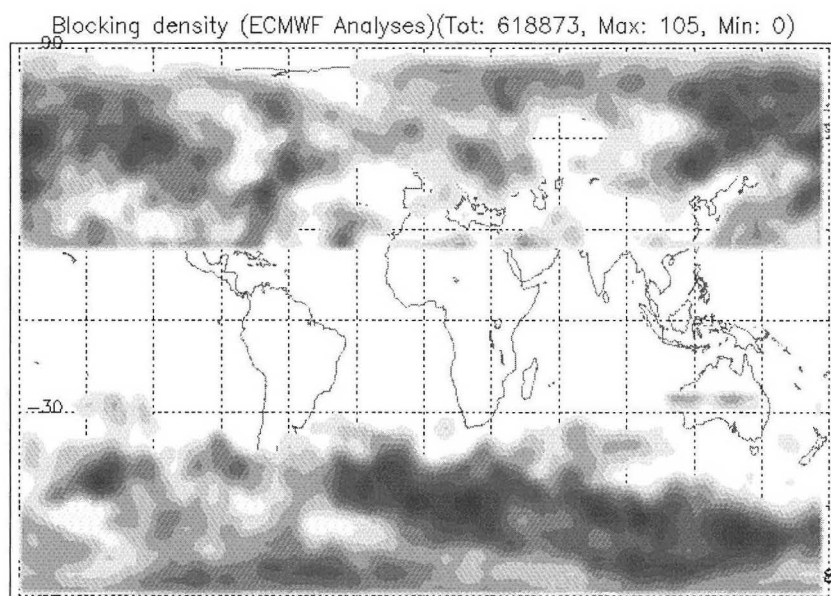 Blocking density (ECMWF Analyses)(Tot: 618873, Max: 105, Min: 0)
90
-30